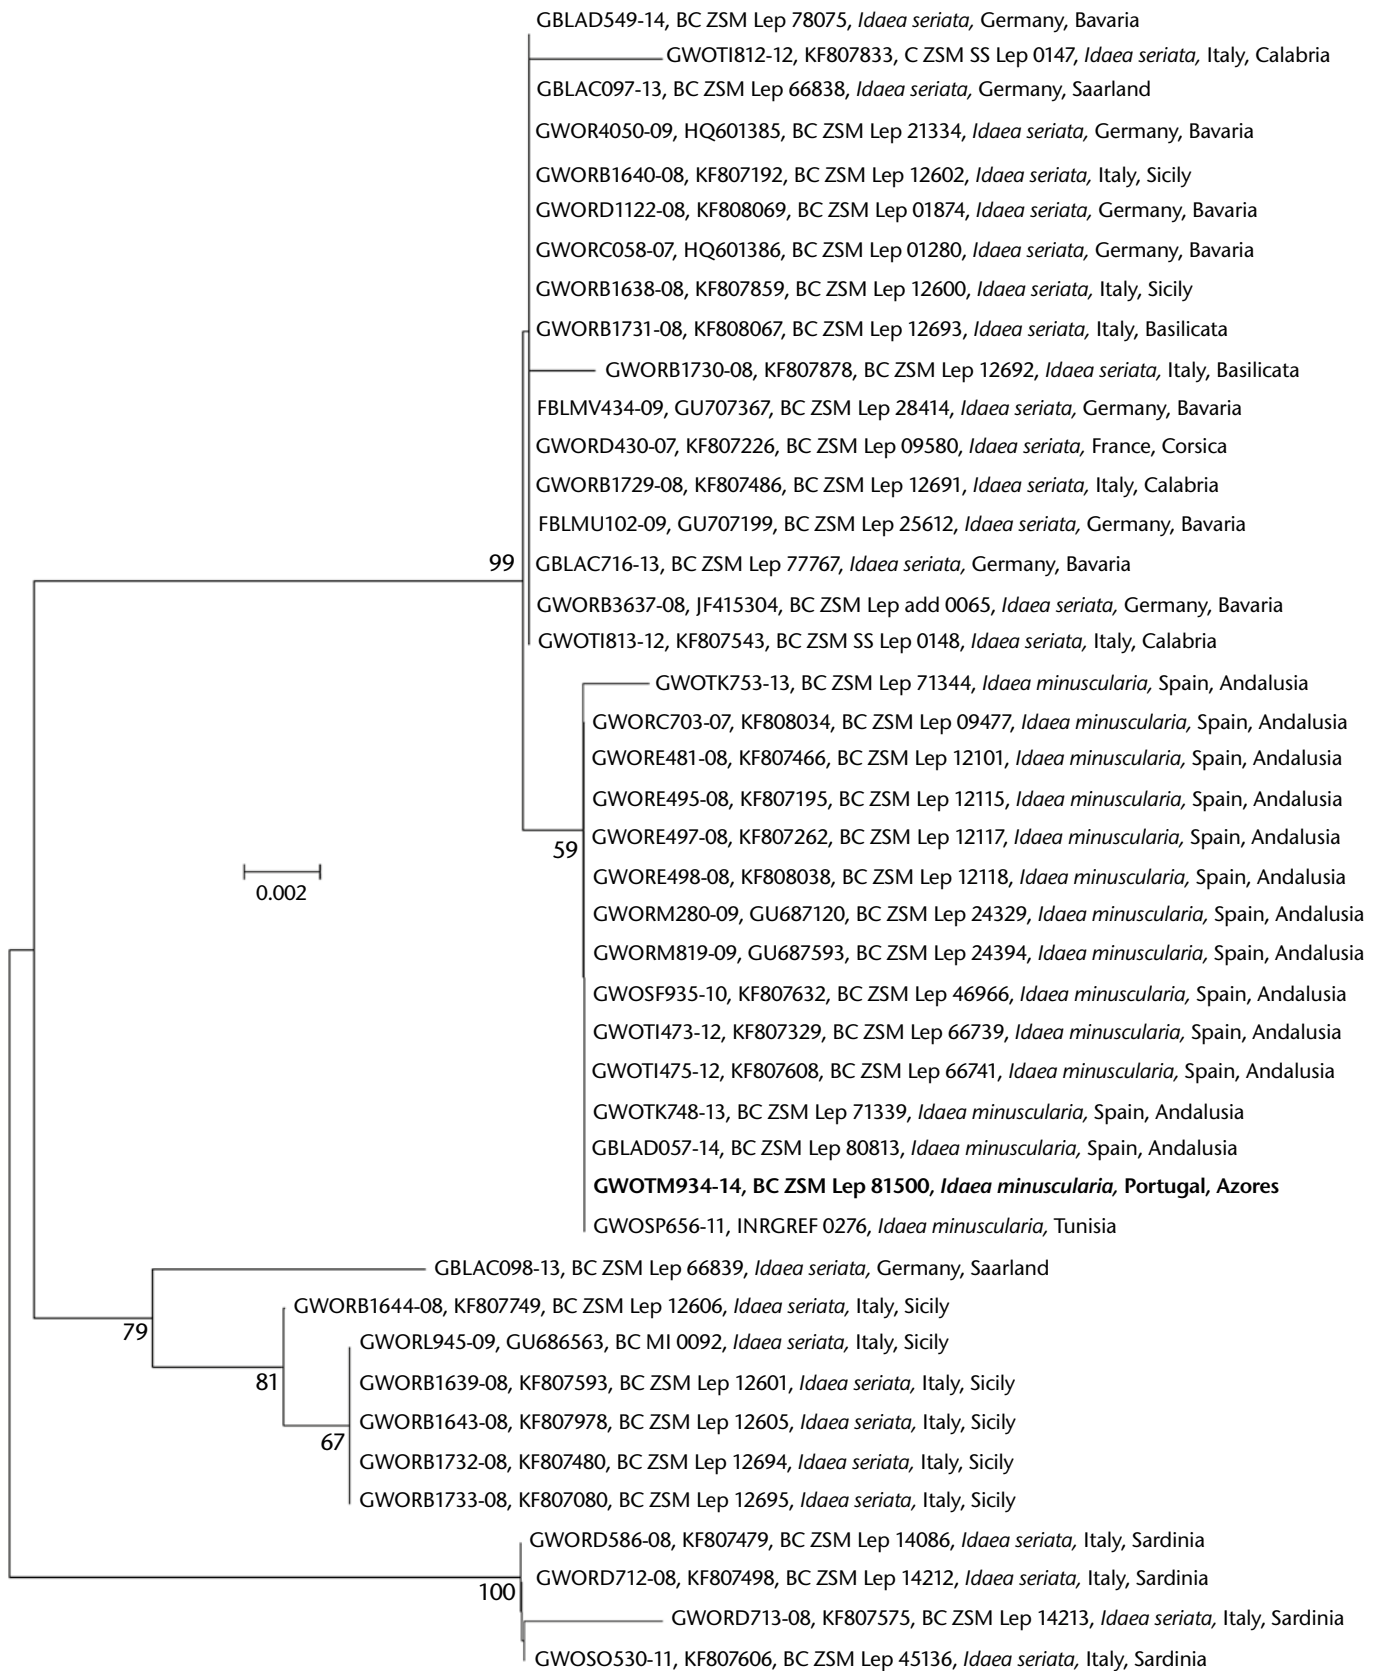 GBLAD549-14, BC ZSM Lep 78075, Idaea seriata, Germany, Bavaria
GWOTI812-12, KF807833, C ZSM SS Lep 0147, Idaea seriata, Italy, Calabria
GBLAC097-13, BC ZSM Lep 66838, Idaea seriata, Germany, Saarland
GWOR4050-09, HQ601385, BC ZSM Lep 21334, Idaea seriata, Germany, Bavaria
GWORB1640-08, KF807192, BC ZSM Lep 12602, Idaea seriata, Italy, Sicily
GWORD1122-08, KF808069, BC ZSM Lep 01874, Idaea seriata, Germany, Bavaria
GWORC058-07, HQ601386, BC ZSM Lep 01280, Idaea seriata, Germany, Bavaria
GWORB1638-08, KF807859, BC ZSM Lep 12600, Idaea seriata, Italy, Sicily
GWORB1731-08, KF808067, BC ZSM Lep 12693, Idaea seriata, Italy, Basilicata
GWORB1730-08, KF807878, BC ZSM Lep 12692, Idaea seriata, Italy, Basilicata
FBLMV434-09, GU707367, BC ZSM Lep 28414, Idaea seriata, Germany, Bavaria
GWORD430-07, KF807226, BC ZSM Lep 09580, Idaea seriata, France, Corsica
GWORB1729-08, KF807486, BC ZSM Lep 12691, Idaea seriata, Italy, Calabria
FBLMU102-09, GU707199, BC ZSM Lep 25612, Idaea seriata, Germany, Bavaria
99
GBLAC716-13, BC ZSM Lep 77767, Idaea seriata, Germany, Bavaria
GWORB3637-08, JF415304, BC ZSM Lep add 0065, Idaea seriata, Germany, Bavaria
GWOTI813-12, KF807543, BC ZSM SS Lep 0148, Idaea seriata, Italy, Calabria
GWOTK753-13, BC ZSM Lep 71344, Idaea minuscularia, Spain, Andalusia
GWORC703-07, KF808034, BC ZSM Lep 09477, Idaea minuscularia, Spain, Andalusia
GWORE481-08, KF807466, BC ZSM Lep 12101, Idaea minuscularia, Spain, Andalusia
GWORE495-08, KF807195, BC ZSM Lep 12115, Idaea minuscularia, Spain, Andalusia
GWORE497-08, KF807262, BC ZSM Lep 12117, Idaea minuscularia, Spain, Andalusia
59
GWORE498-08, KF808038, BC ZSM Lep 12118, Idaea minuscularia, Spain, Andalusia
0.002
GWORM280-09, GU687120, BC ZSM Lep 24329, Idaea minuscularia, Spain, Andalusia
GWORM819-09, GU687593, BC ZSM Lep 24394, Idaea minuscularia, Spain, Andalusia
GWOSF935-10, KF807632, BC ZSM Lep 46966, Idaea minuscularia, Spain, Andalusia
GWOTI473-12, KF807329, BC ZSM Lep 66739, Idaea minuscularia, Spain, Andalusia
GWOTI475-12, KF807608, BC ZSM Lep 66741, Idaea minuscularia, Spain, Andalusia
GWOTK748-13, BC ZSM Lep 71339, Idaea minuscularia, Spain, Andalusia
GBLAD057-14, BC ZSM Lep 80813, Idaea minuscularia, Spain, Andalusia
GWOTM934-14, BC ZSM Lep 81500, Idaea minuscularia, Portugal, Azores
GWOSP656-11, INRGREF 0276, Idaea minuscularia, Tunisia
GBLAC098-13, BC ZSM Lep 66839, Idaea seriata, Germany, Saarland
GWORB1644-08, KF807749, BC ZSM Lep 12606, Idaea seriata, Italy, Sicily
79
GWORL945-09, GU686563, BC MI 0092, Idaea seriata, Italy, Sicily
81
GWORB1639-08, KF807593, BC ZSM Lep 12601, Idaea seriata, Italy, Sicily
GWORB1643-08, KF807978, BC ZSM Lep 12605, Idaea seriata, Italy, Sicily
67
GWORB1732-08, KF807480, BC ZSM Lep 12694, Idaea seriata, Italy, Sicily
GWORB1733-08, KF807080, BC ZSM Lep 12695, Idaea seriata, Italy, Sicily
GWORD586-08, KF807479, BC ZSM Lep 14086, Idaea seriata, Italy, Sardinia
GWORD712-08, KF807498, BC ZSM Lep 14212, Idaea seriata, Italy, Sardinia
100
GWORD713-08, KF807575, BC ZSM Lep 14213, Idaea seriata, Italy, Sardinia
GWOSO530-11, KF807606, BC ZSM Lep 45136, Idaea seriata, Italy, Sardinia